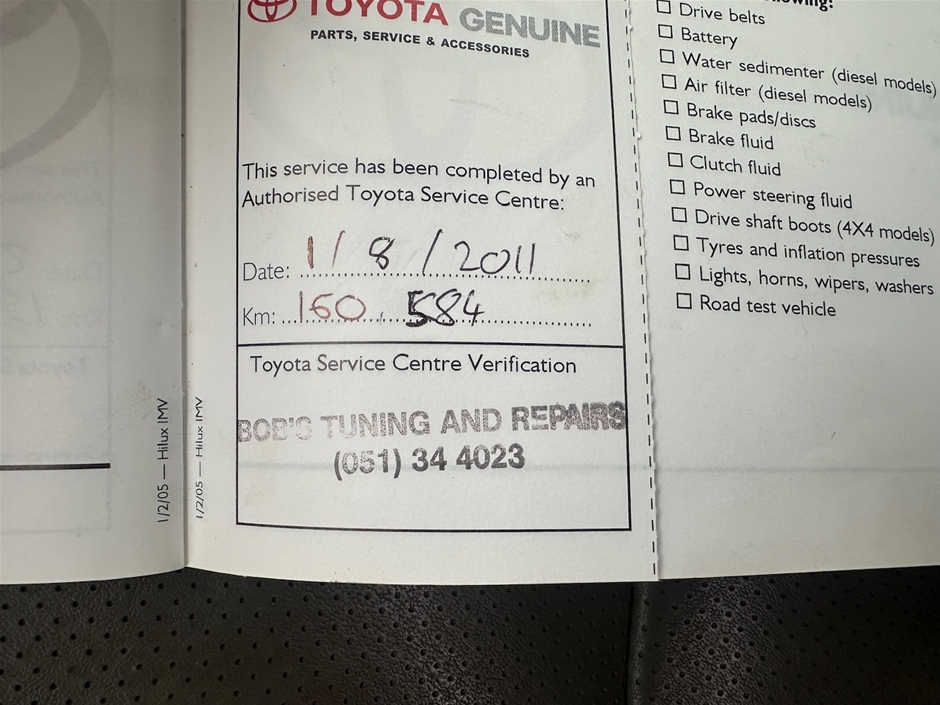 TOYOTA GENUINE
PARTS, SERVICE & ACCESSORIES
This service has been completed by an
Authorised Toyota Service Centre:
Date: 1/8/2011
Km: 160, 584
Toyota Service Centre Verification
BOB'S TUNING AND REPAIRS
(051) 34 4023
1/2/05 — Hilux IMV
1/2/05 — Hilux IMV
Drive belts
Battery
Water sedimenter (diesel models)
Air filter (diesel models)
Brake pads/discs
Brake fluid
Clutch fluid
Power steering fluid
Drive shaft boots (4X4 models)
Tyres and inflation pressures
Lights, horns, wipers, washers
Road test vehicle